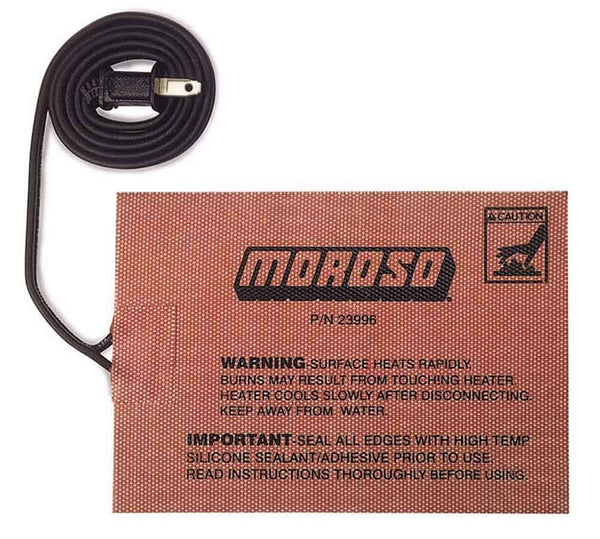 CAUTION
MOROSO
P/N 23996
WARNING-SURFACE HEATS RAPIDLY.
BURNS MAY RESULT FROM TOUCHING HEATER.
HEATER COOLS SLOWLY AFTER DISCONNECTING.
KEEP AWAY FROM WATER.
IMPORTANT-SEAL ALL EDGES WITH HIGH TEMP
SILICONE SEALANT/ADHESIVE PRIOR TO USE.
READ INSTRUCTIONS THOROUGHLY BEFORE USING.